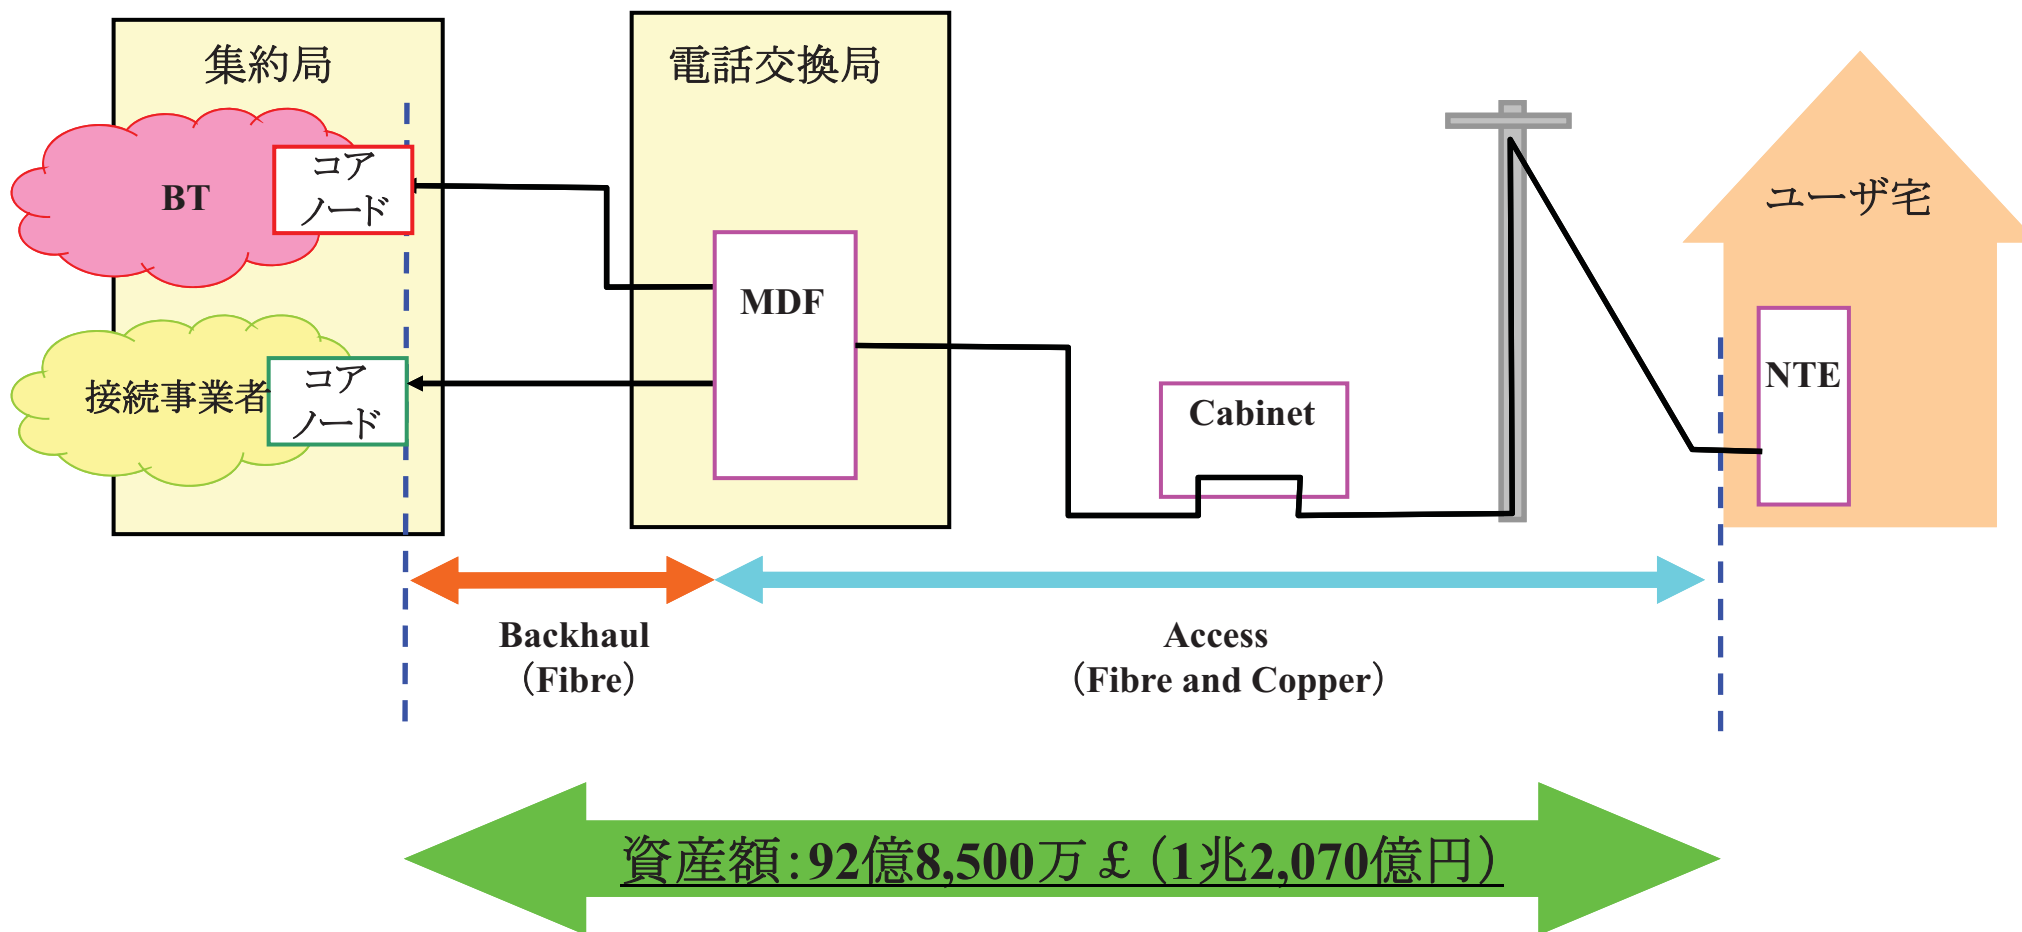 集約局
電話交換局
コア
ノード
BT
ユーザ宅
MDF
接続事業者
コア
ノード
Cabinet
NTE
Backhaul
（Fibre）
Access
（Fibre and Copper）
資産額：92億8,500万￡（1兆2,070億円）